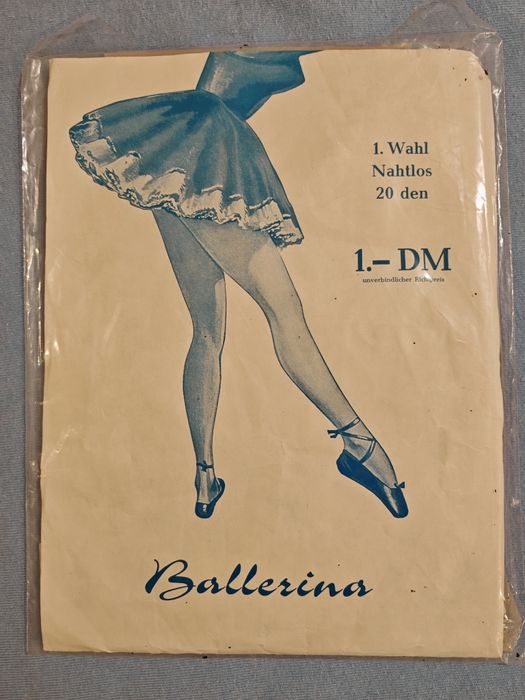 1. Wahl
Nahtlos
20 den
1.– DM
unverbindlicher Richtpreis
Ballerina